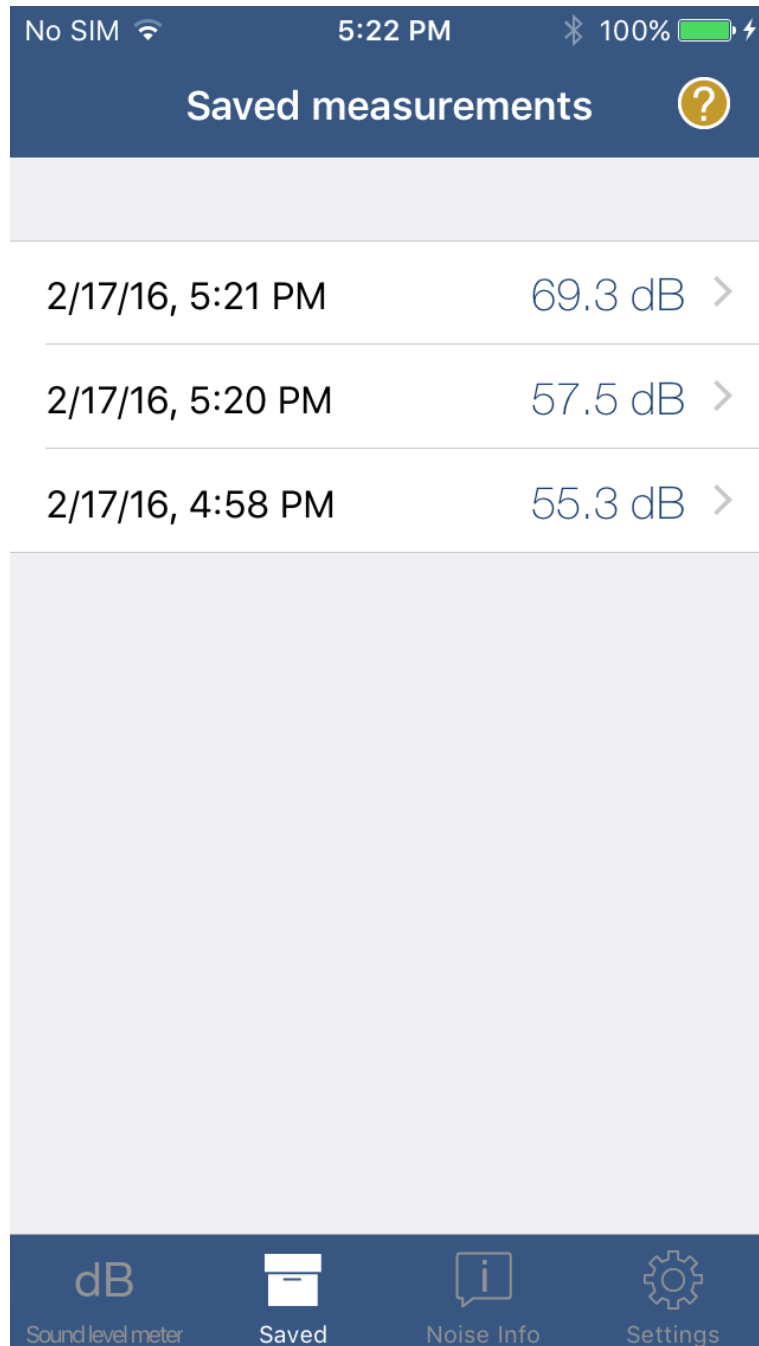 No SIM 5:22 PM 100%
Saved measurements ?
2/17/16, 5:21 PM 69.3 dB
2/17/16, 5:20 PM 57.5 dB
2/17/16, 4:58 PM 55.3 dB
dB i
Sound level meter Saved Noise Info Settings